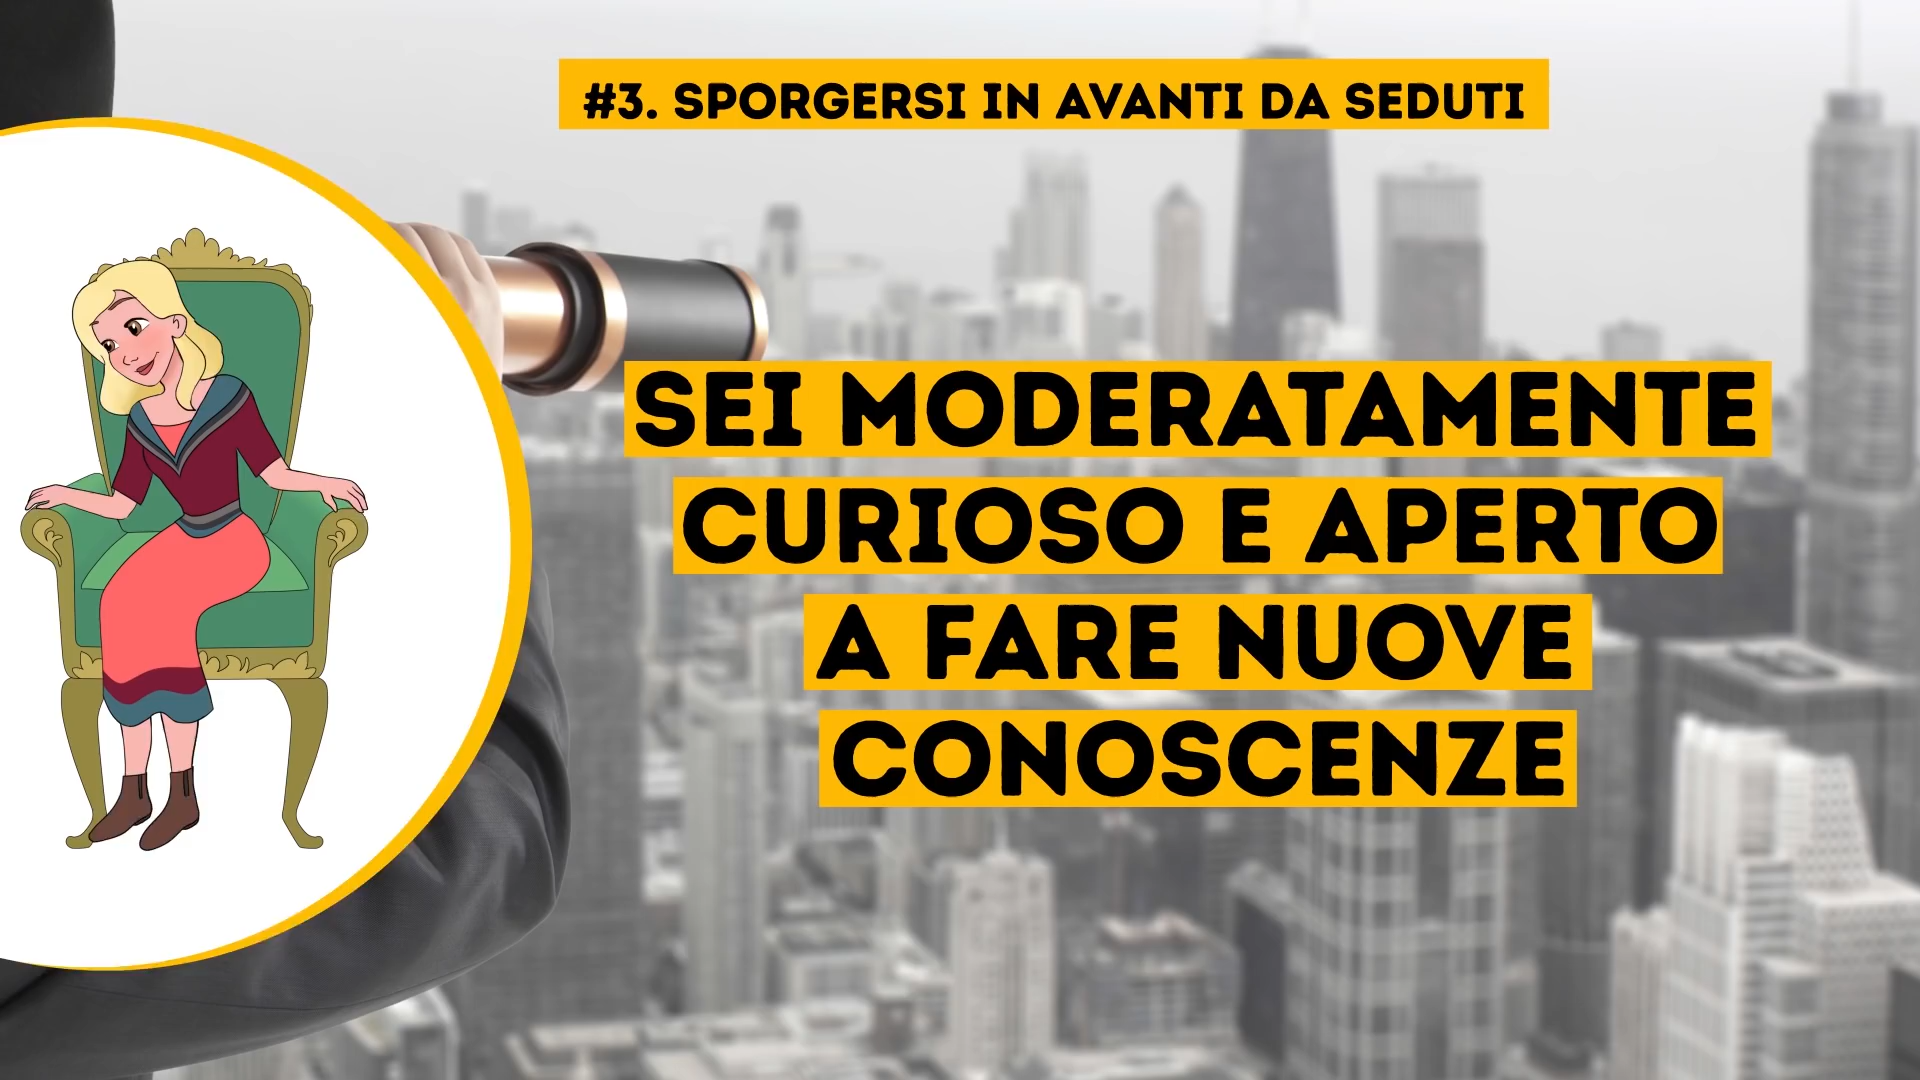 #3. SPORGERSI IN AVANTI DA SEDUTI
SEI MODERATAMENTE
CURIOSO E APERTO
A FARE NUOVE
CONOSCENZE